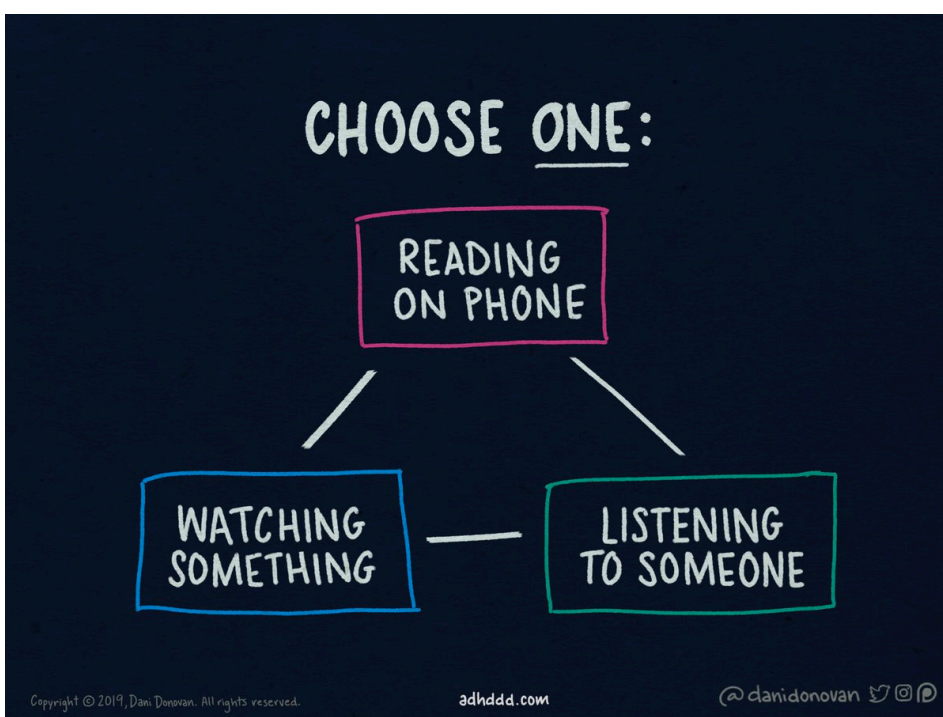 CHOOSE ONE:
READING
ON PHONE
WATCHING
SOMETHING
LISTENING
TO SOMEONE
Copyright © 2019, Dani Donovan. All rights reserved.
adhddd.com
@danidonovan